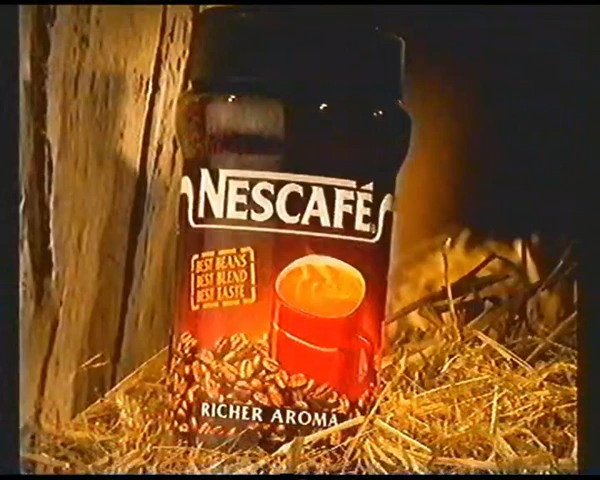 NESCAFÉ
BEST BEANS
BEST BLEND
BEST TASTE
RICHER AROMA